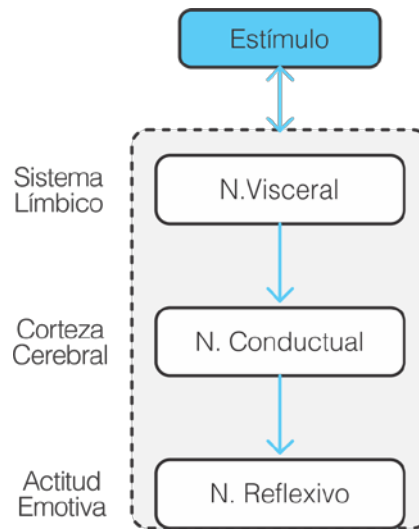 Estímulo
Sistema
Límbico
N.Visceral
Corteza
Cerebral
N. Conductual
Actitud
Emotiva
N. Reflexivo